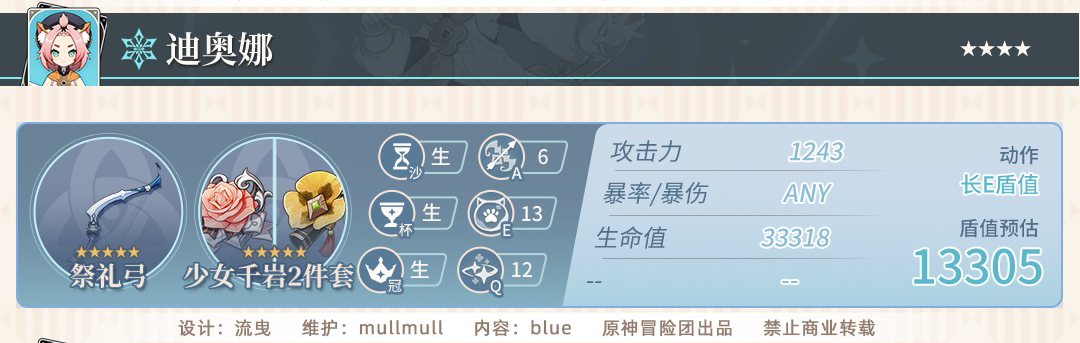 迪奥娜
★★★★
沙 生
A 6
杯 生
E 13
冠 生
Q 12
★★★★★
祭礼弓
★★★★★
少女千岩2件套
攻击力 1243
暴率/暴伤 ANY
生命值 33318
-- --
动作
长E盾值
盾值预估
13305
设计：流曳 维护：mullmull 内容：blue 原神冒险团出品 禁止商业转载